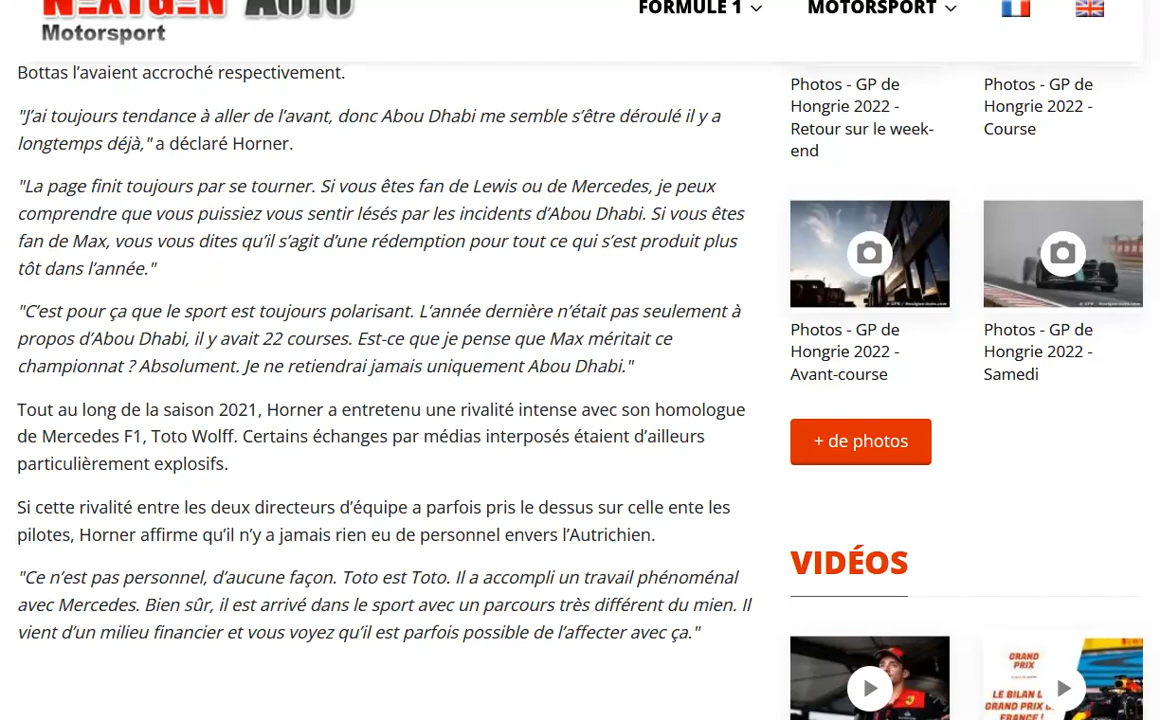 NEXTGEN AUTO
Motorsport
FORMULE 1
MOTORSPORT
Bottas l’avaient accroché respectivement.
"J’ai toujours tendance à aller de l’avant, donc Abou Dhabi me semble s’être déroulé il y a
longtemps déjà," a déclaré Horner.
"La page finit toujours par se tourner. Si vous êtes fan de Lewis ou de Mercedes, je peux
comprendre que vous puissiez vous sentir lésés par les incidents d’Abou Dhabi. Si vous êtes
fan de Max, vous vous dites qu’il s’agit d’une rédemption pour tout ce qui s’est produit plus
tôt dans l’année."
"C’est pour ça que le sport est toujours polarisant. L’année dernière n’était pas seulement à
propos d’Abou Dhabi, il y avait 22 courses. Est-ce que je pense que Max méritait ce
championnat ? Absolument. Je ne retiendrai jamais uniquement Abou Dhabi."
Tout au long de la saison 2021, Horner a entretenu une rivalité intense avec son homologue
de Mercedes F1, Toto Wolff. Certains échanges par médias interposés étaient d’ailleurs
particulièrement explosifs.
Si cette rivalité entre les deux directeurs d’équipe a parfois pris le dessus sur celle ente les
pilotes, Horner affirme qu’il n’y a jamais rien eu de personnel envers l’Autrichien.
"Ce n’est pas personnel, d’aucune façon. Toto est Toto. Il a accompli un travail phénoménal
avec Mercedes. Bien sûr, il est arrivé dans le sport avec un parcours très différent du mien. Il
vient d’un milieu financier et vous voyez qu’il est parfois possible de l’affecter avec ça."
Photos - GP de
Hongrie 2022 -
Retour sur le week-
end
Photos - GP de
Hongrie 2022 -
Course
Photos - GP de
Hongrie 2022 -
Avant-course
Photos - GP de
Hongrie 2022 -
Samedi
+ de photos
VIDÉOS
GRAND
PRIX
LE BILAN
GRAND PRIX
FRANCE